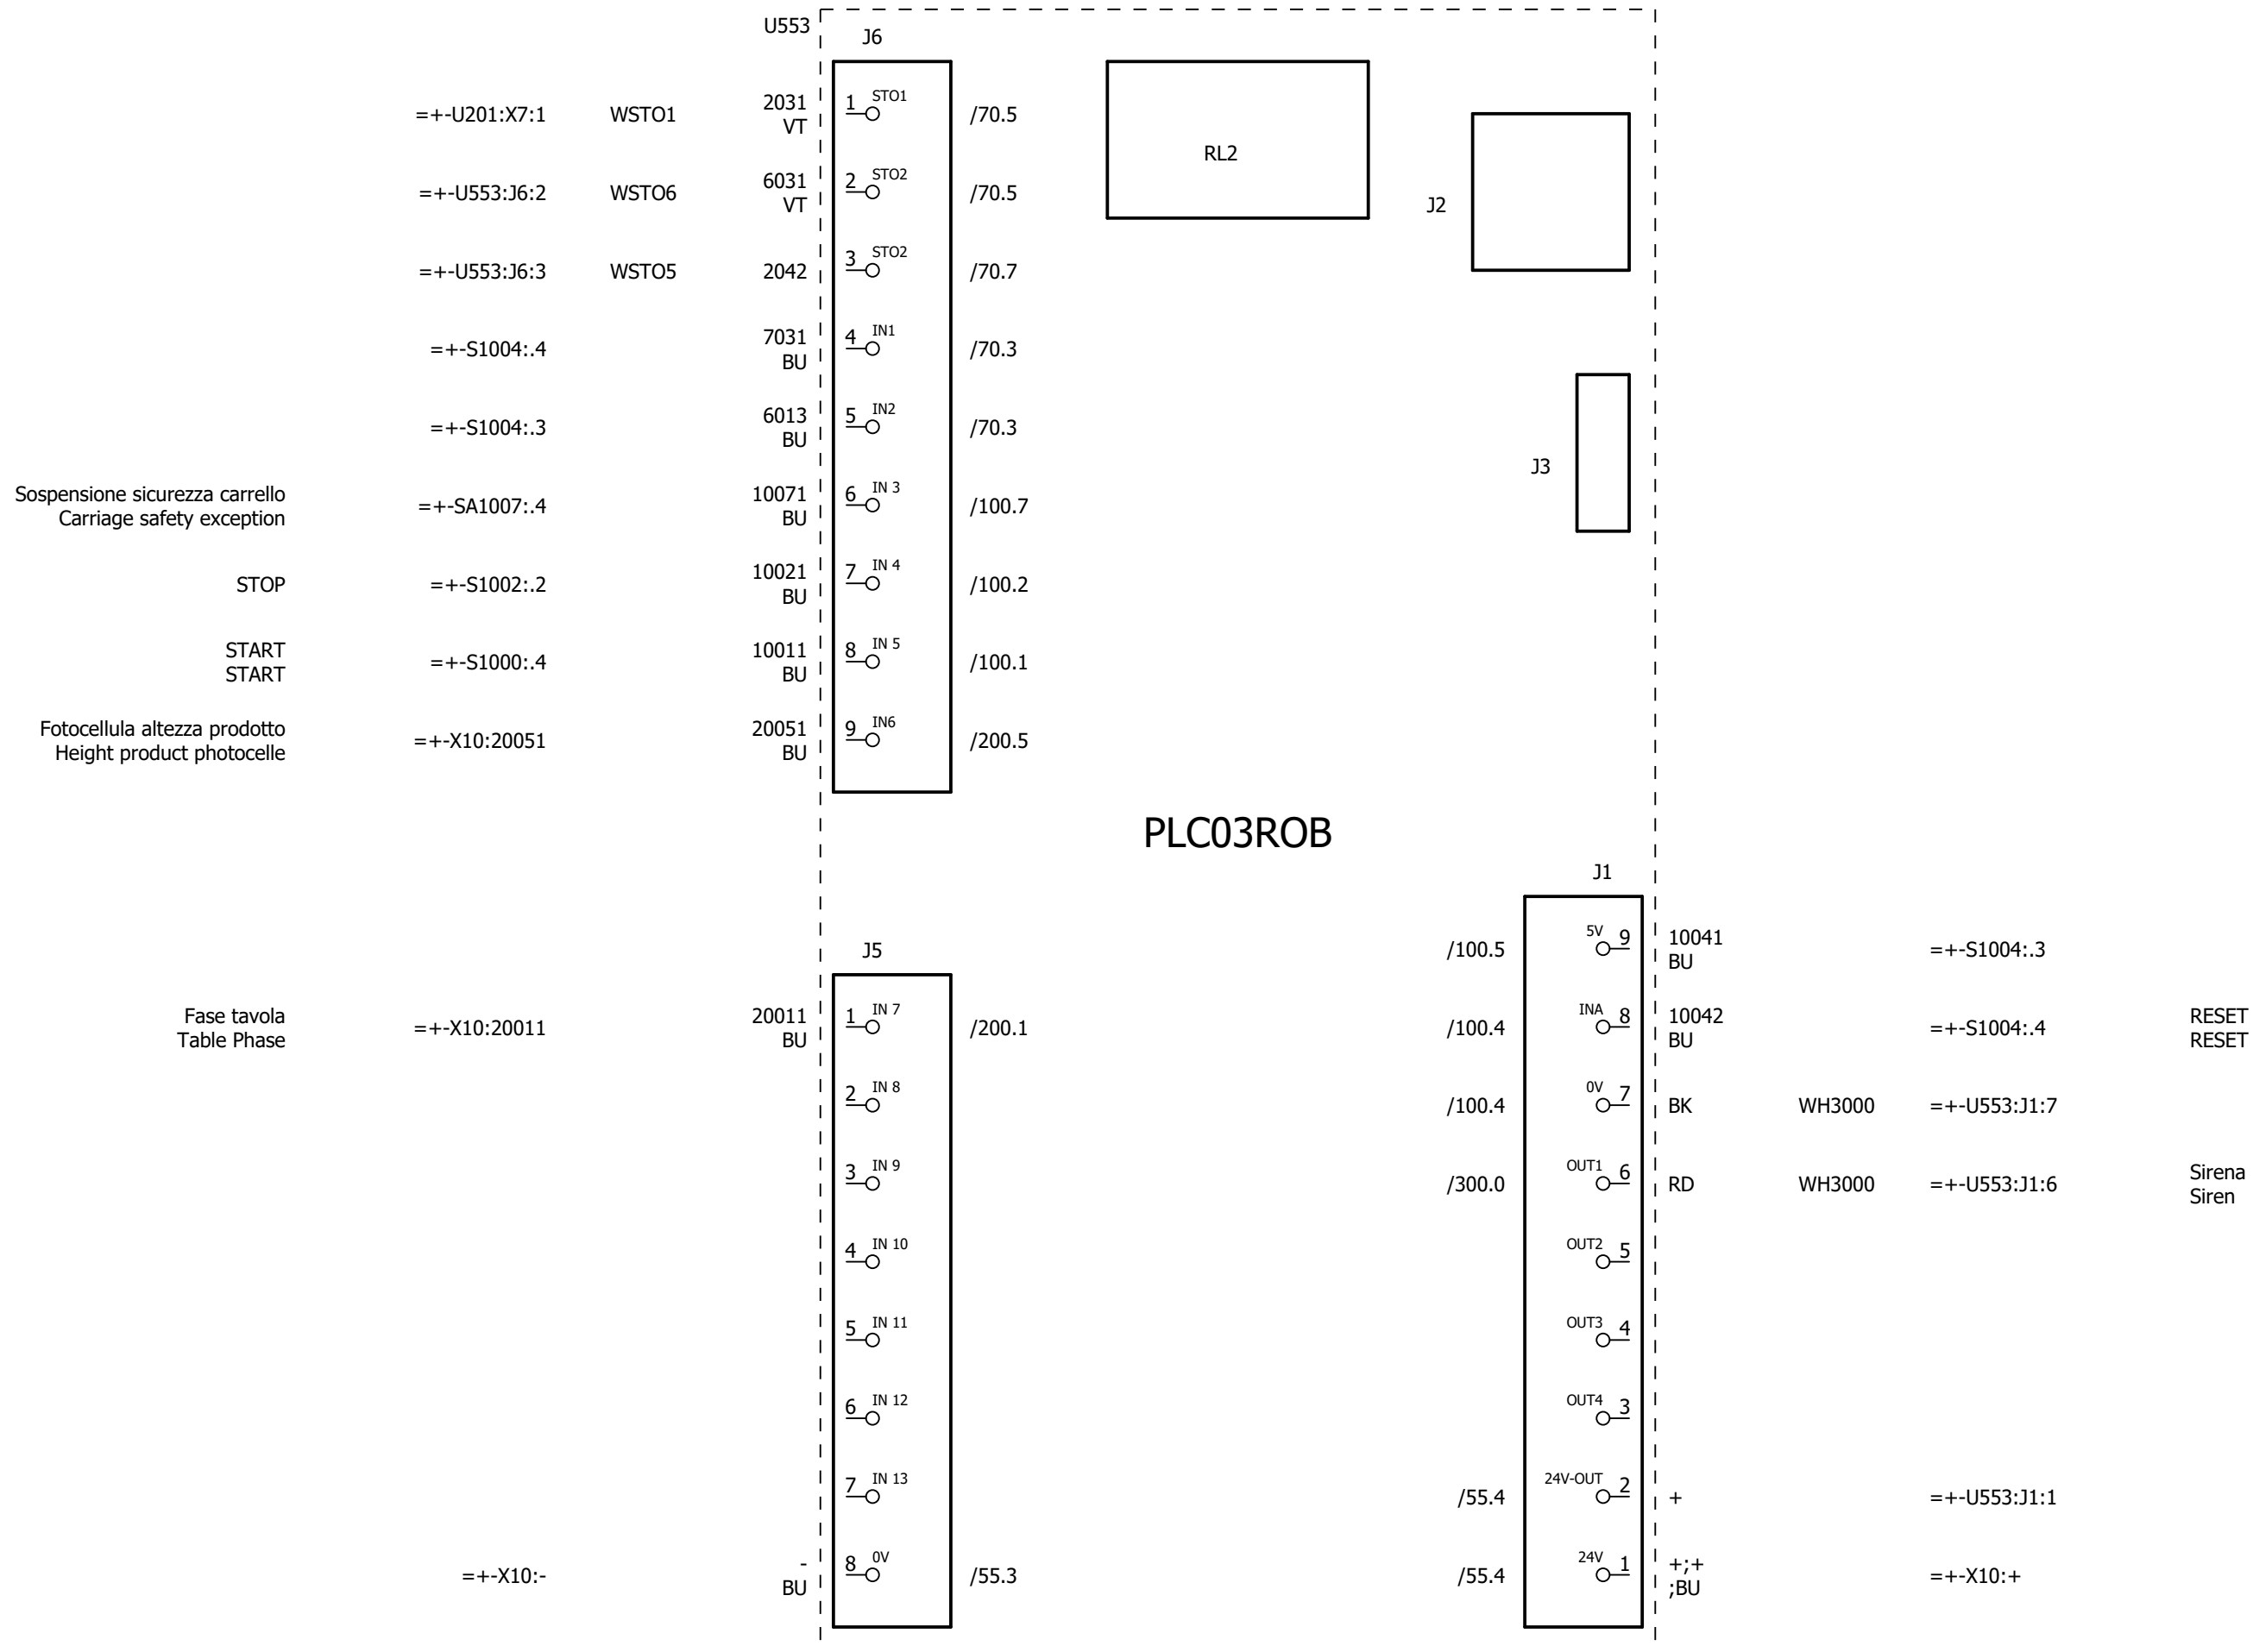 U553
J6
=+-U201:X7:1 WSTO1 2031 VT 1 STO1 /70.5
RL2
=+-U553:J6:2 WSTO6 6031 VT 2 STO2 /70.5
J2
=+-U553:J6:3 WSTO5 2042 3 STO2 /70.7
=+-S1004:.4 7031 BU 4 IN1 /70.3
=+-S1004:.3 6013 BU 5 IN2 /70.3
J3
Sospensione sicurezza carrello
Carriage safety exception
=+-SA1007:.4 10071 BU 6 IN 3 /100.7
STOP =+-S1002:.2 10021 BU 7 IN 4 /100.2
START
START
=+-S1000:.4 10011 BU 8 IN 5 /100.1
Fotocellula altezza prodotto
Height product photocelle
=+-X10:20051 20051 BU 9 IN6 /200.5
PLC03ROB
J5
Fase tavola
Table Phase
=+-X10:20011 20011 BU 1 IN 7 /200.1
2 IN 8
3 IN 9
4 IN 10
5 IN 11
6 IN 12
7 IN 13
=+-X10:- - BU 8 0V /55.3
J1
/100.5 5V 9 10041 BU =+-S1004:.3
/100.4 INA 8 10042 BU =+-S1004:.4
RESET
RESET
/100.4 0V 7 BK WH3000 =+-U553:J1:7
/300.0 OUT1 6 RD WH3000 =+-U553:J1:6
Sirena
Siren
OUT2 5
OUT3 4
OUT4 3
/55.4 24V-OUT 2 + =+-U553:J1:1
/55.4 24V 1 +;+ ;BU =+-X10:+